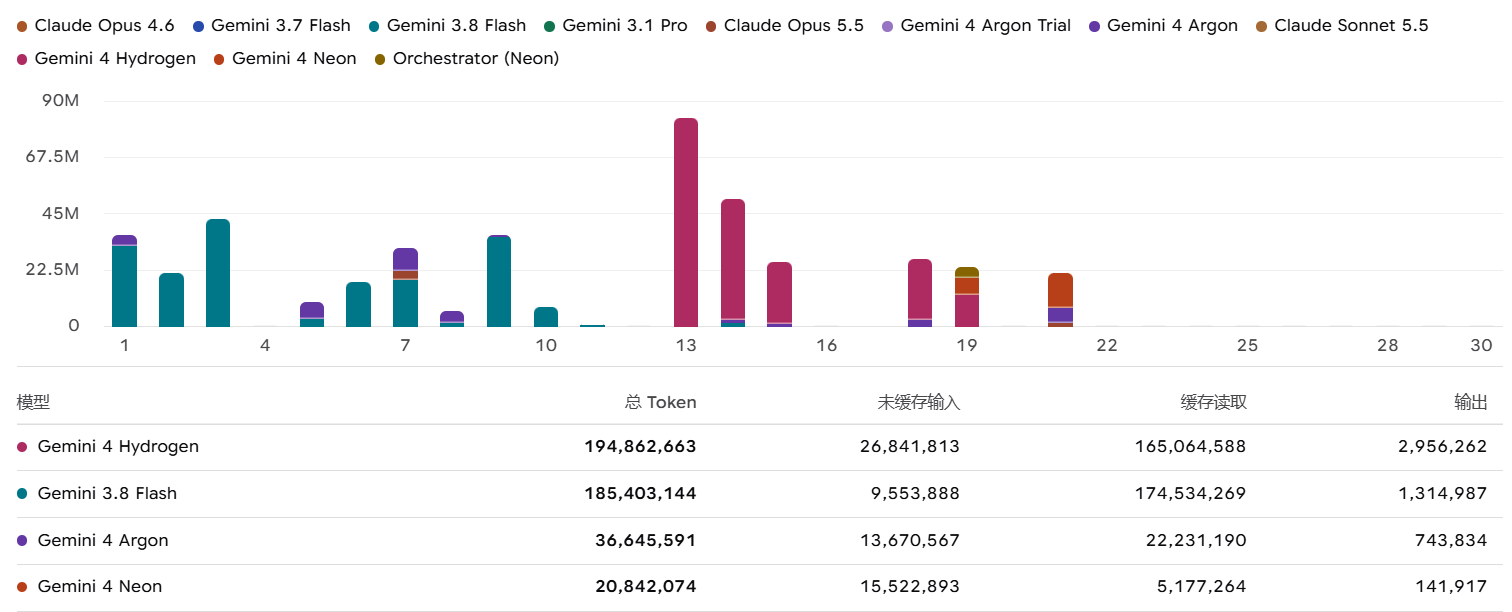 Claude Opus 4.6 Gemini 3.7 Flash Gemini 3.8 Flash Gemini 3.1 Pro Claude Opus 5.5 Gemini 4 Argon Trial Gemini 4 Argon Claude Sonnet 5.5
Gemini 4 Hydrogen Gemini 4 Neon Orchestrator (Neon)
90M
67.5M
45M
22.5M
0
1 4 7 10 13 16 19 22 25 28 30
模型 总 Token 未缓存输入 缓存读取 输出
Gemini 4 Hydrogen 194,862,663 26,841,813 165,064,588 2,956,262
Gemini 3.8 Flash 185,403,144 9,553,888 174,534,269 1,314,987
Gemini 4 Argon 36,645,591 13,670,567 22,231,190 743,834
Gemini 4 Neon 20,842,074 15,522,893 5,177,264 141,917